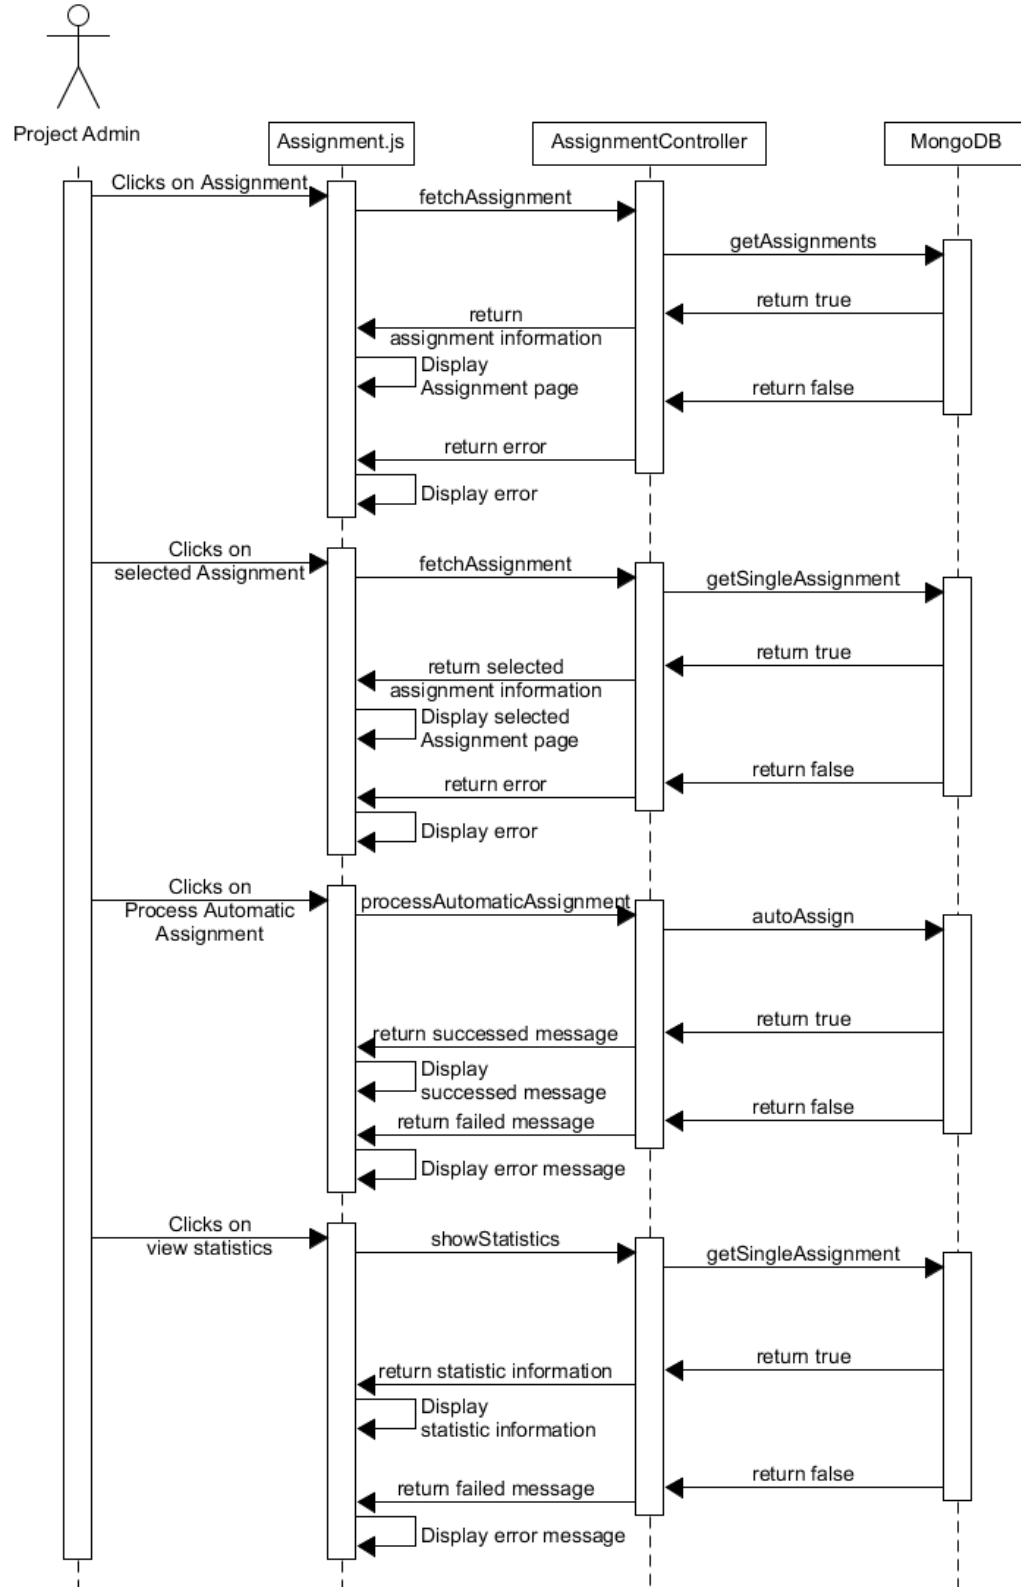 Project Admin
Assignment.js
AssignmentController
MongoDB
Clicks on Assignment
fetchAssignment
getAssignments
return true
return
assignment information
Display
Assignment page
return false
return error
Display error
Clicks on
selected Assignment
fetchAssignment
getSingleAssignment
return true
return selected
assignment information
Display selected
Assignment page
return false
return error
Display error
Clicks on
Process Automatic
Assignment
processAutomaticAssignment
autoAssign
return true
return successed message
Display
successed message
return false
return failed message
Display error message
Clicks on
view statistics
showStatistics
getSingleAssignment
return true
return statistic information
Display
statistic information
return false
return failed message
Display error message